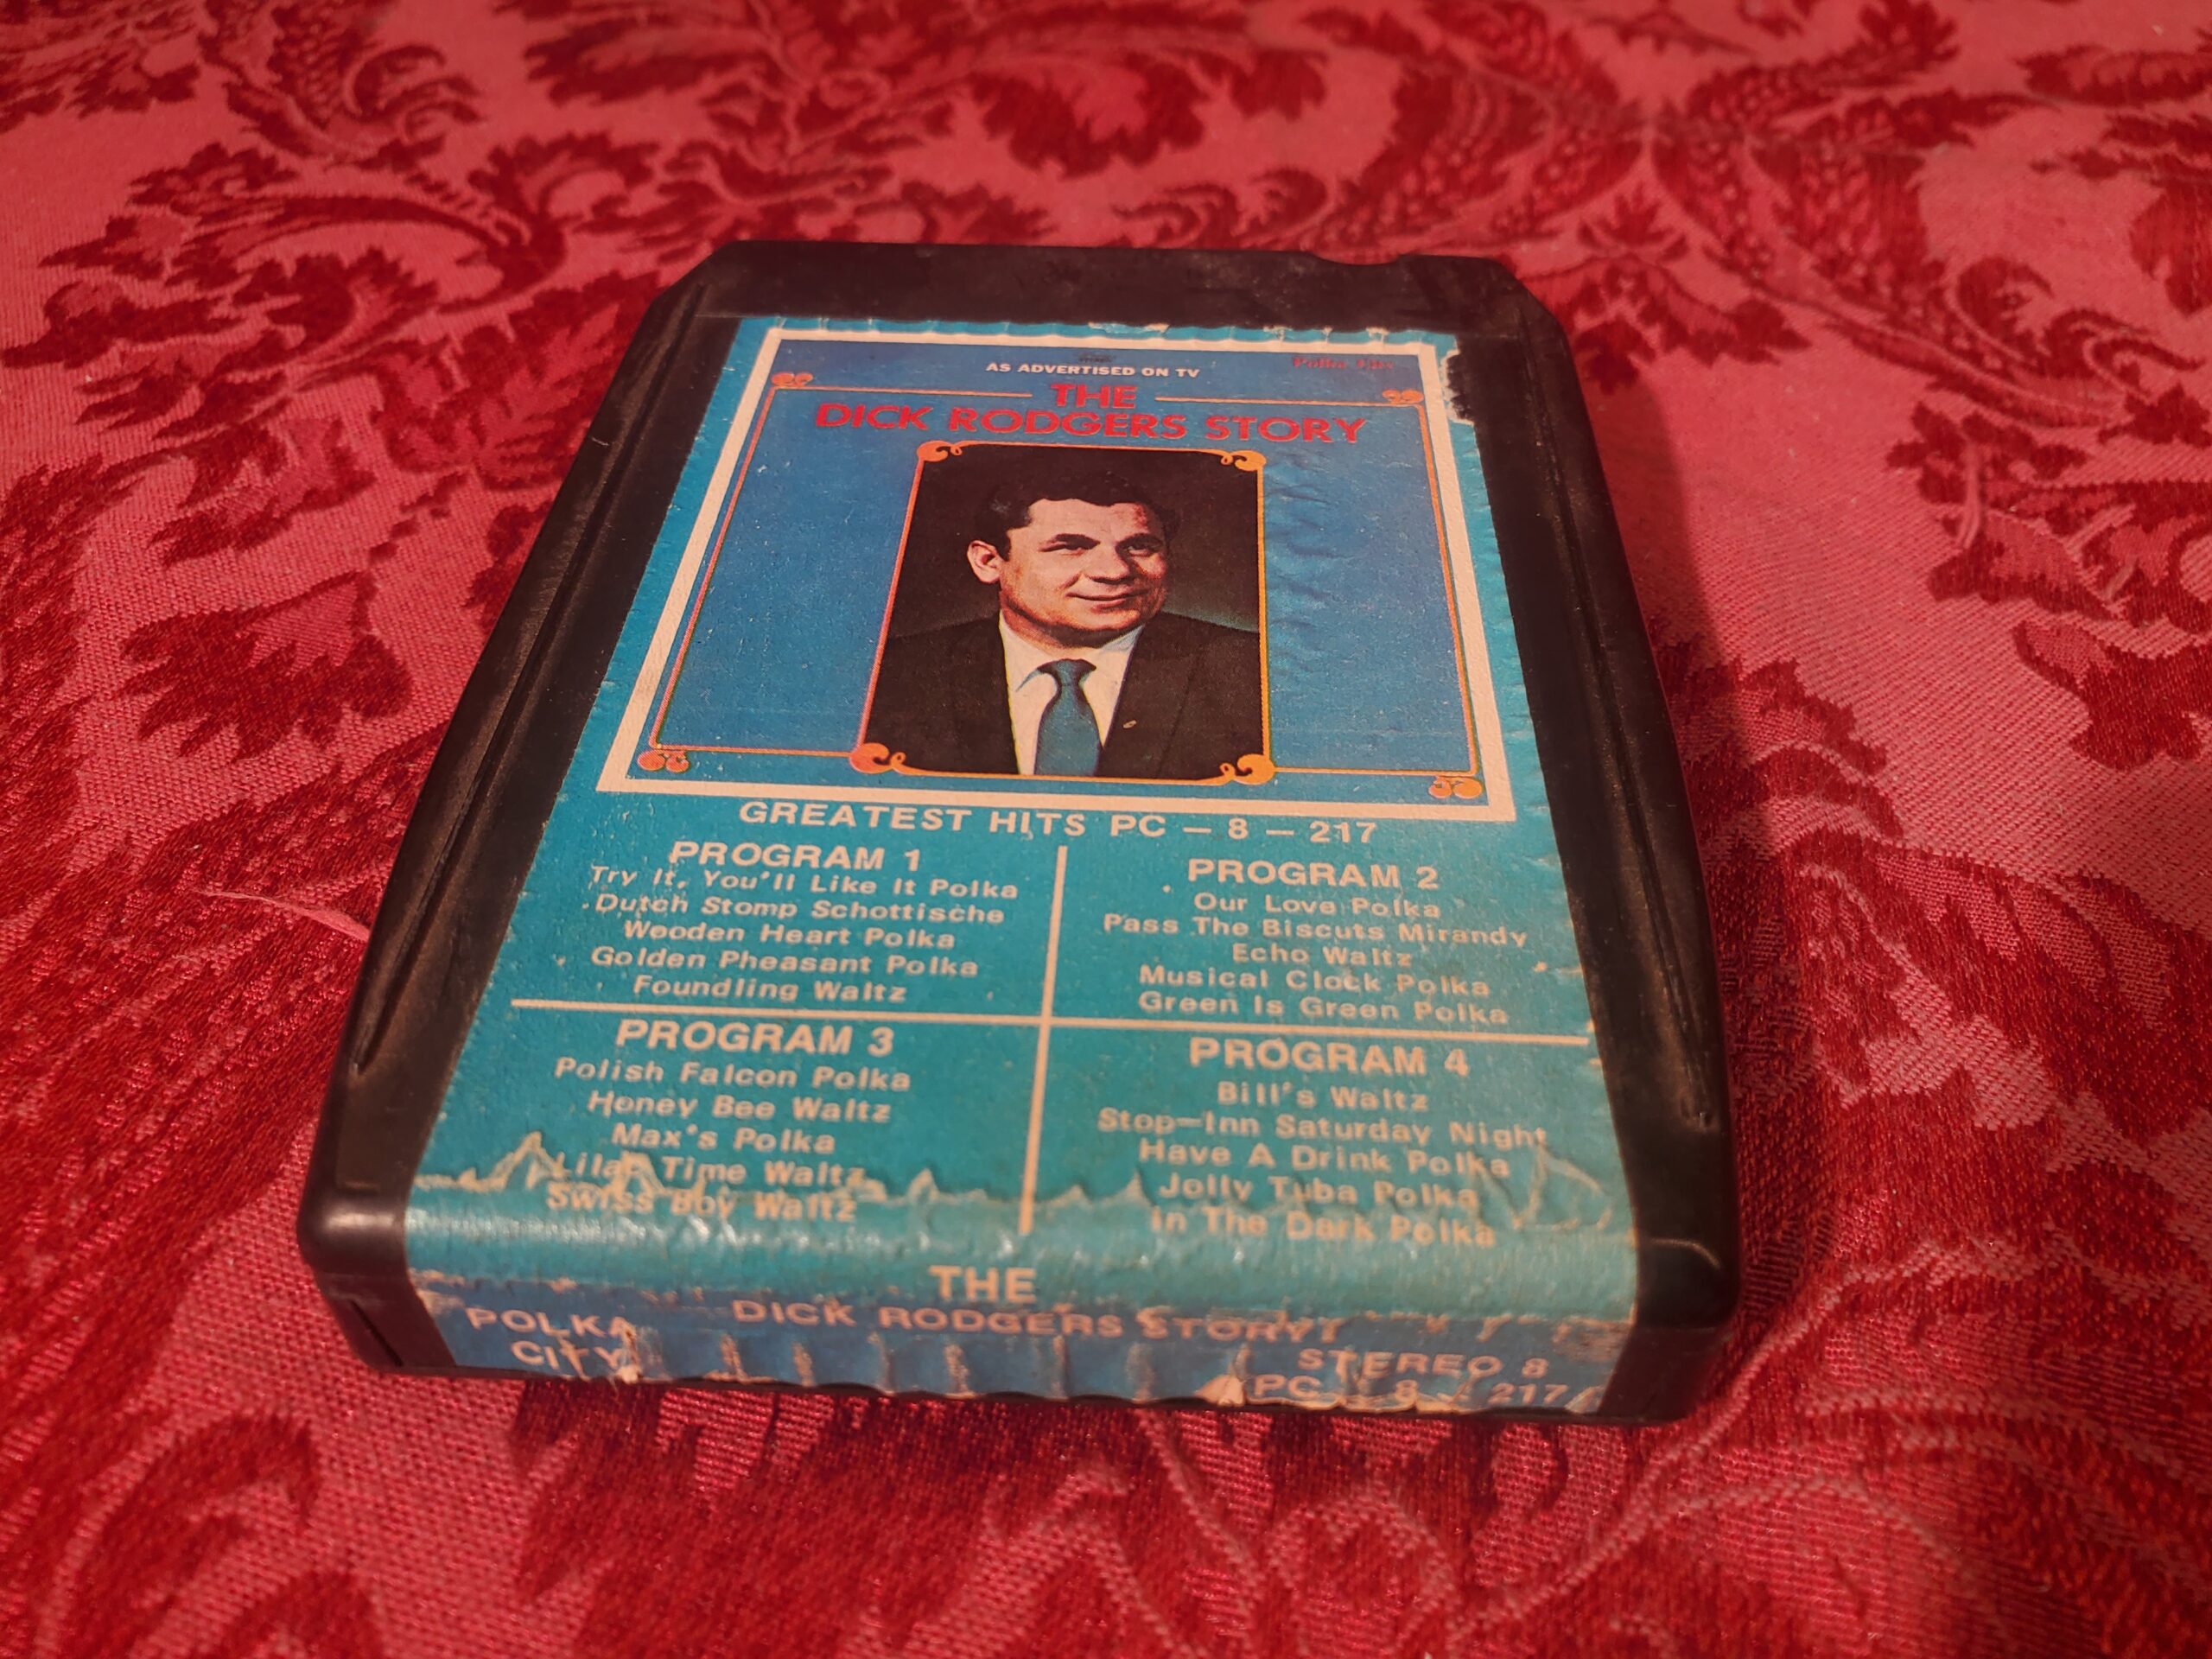 AS ADVERTISED ON TV
THE
DICK RODGERS STORY
GREATEST HITS PC - 8 - 217
PROGRAM 1
Try It, You'll Like It Polka
Dutch Stomp Schottische
Wooden Heart Polka
Golden Pheasant Polka
Foundling Waltz
PROGRAM 2
Our Love Polka
Pass The Biscuts Mirandy
Echo Waltz
Musical Clock Polka
Green Is Green Polka
PROGRAM 3
Polish Falcon Polka
Honey Bee Waltz
Max's Polka
Lilac Time Waltz
Swiss Boy Waltz
PROGRAM 4
Bill's Waltz
Stop-Inn Saturday Night
Have A Drink Polka
Jolly Tuba Polka
In The Dark Polka
THE
DICK RODGERS STORY
POLKA
CITY
STEREO 8
PC - 8 - 217